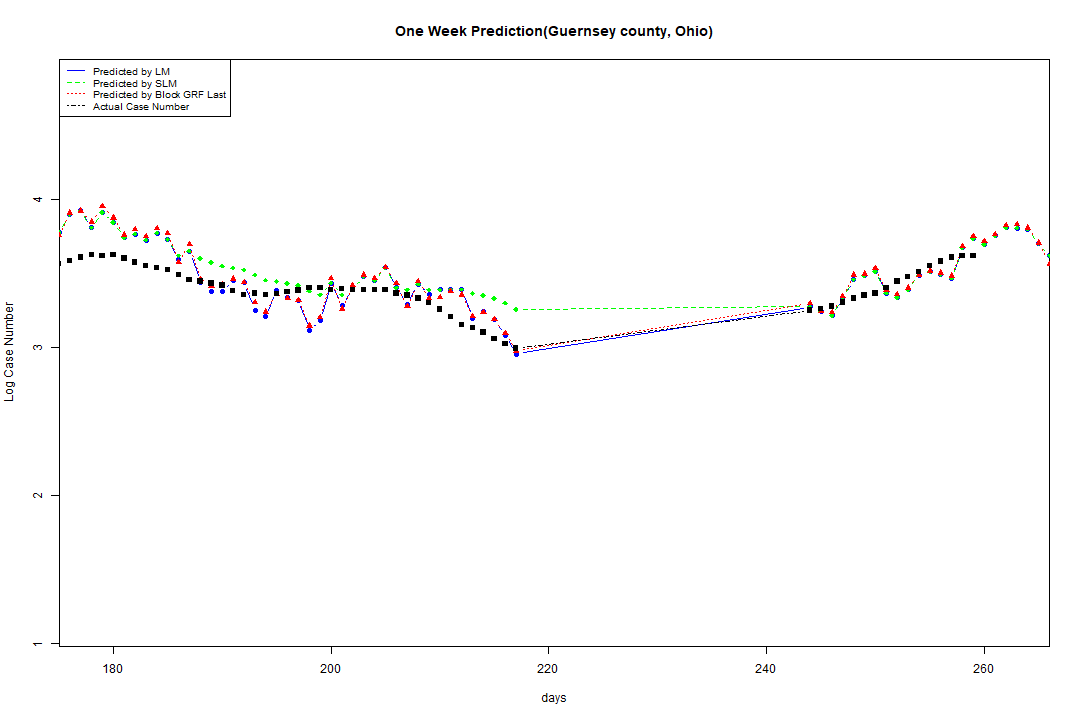 One Week Prediction(Guernsey county, Ohio)
Predicted by LM
Predicted by SLM
Predicted by Block GRF Last
Actual Case Number
4
3
2
1
Log Case Number
180 200 220 240 260
days